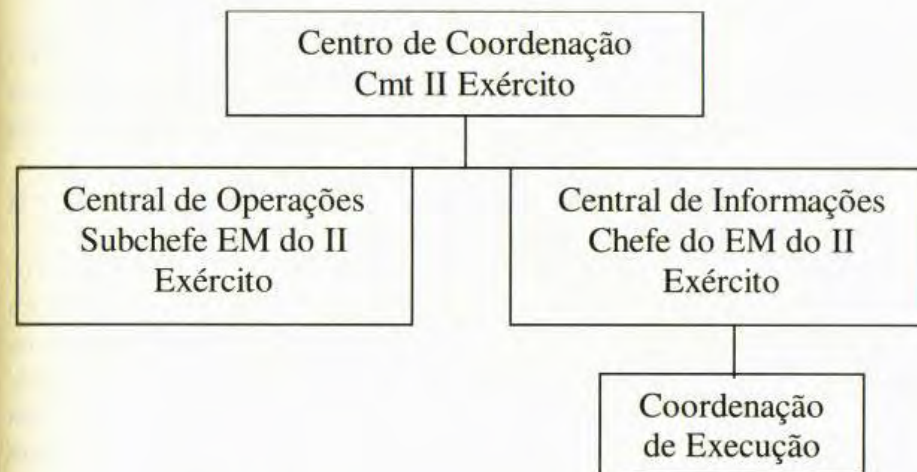 Centro de Coordenação
Cmt II Exército
Central de Operações
Subchefe EM do II
Exército
Central de Informações
Chefe do EM do II
Exército
Coordenação
de Execução